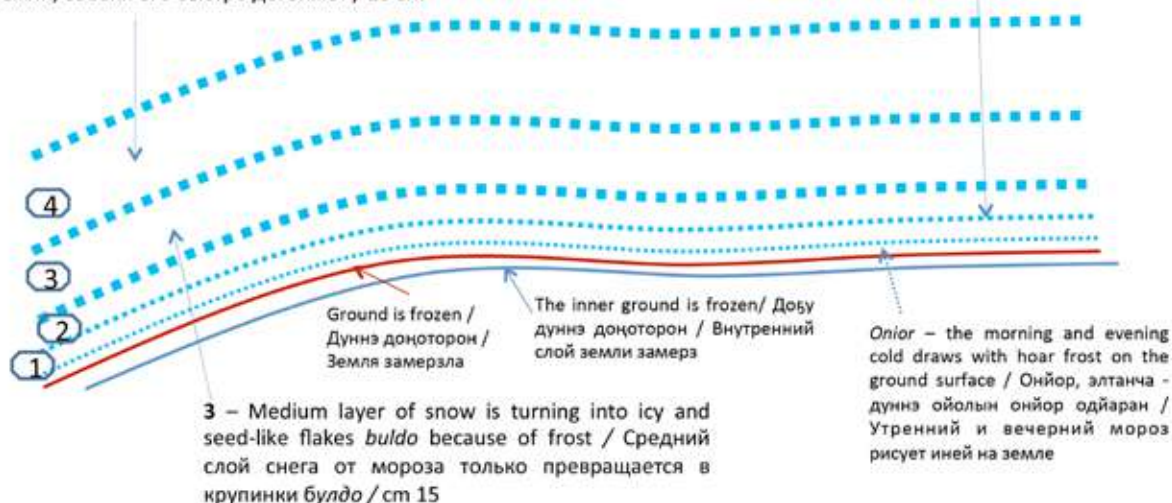 4
3
2
1
Ground is frozen /
Дуннэ доӈоторон /
Земля замерзла
The inner ground is frozen/ Доҕу
дуннэ доӈоторон / Внутренний
слой земли замерз
Onior – the morning and evening
cold draws with hoar frost on the
ground surface / Онйор, элтанча -
дуннэ ойолын онйор одйаран /
Утренний и вечерний мороз
рисует иней на земле
3 – Medium layer of snow is turning into icy and
seed-like flakes buldo because of frost / Средний
слой снега от мороза только превращается в
крупинки булдо / cm 15